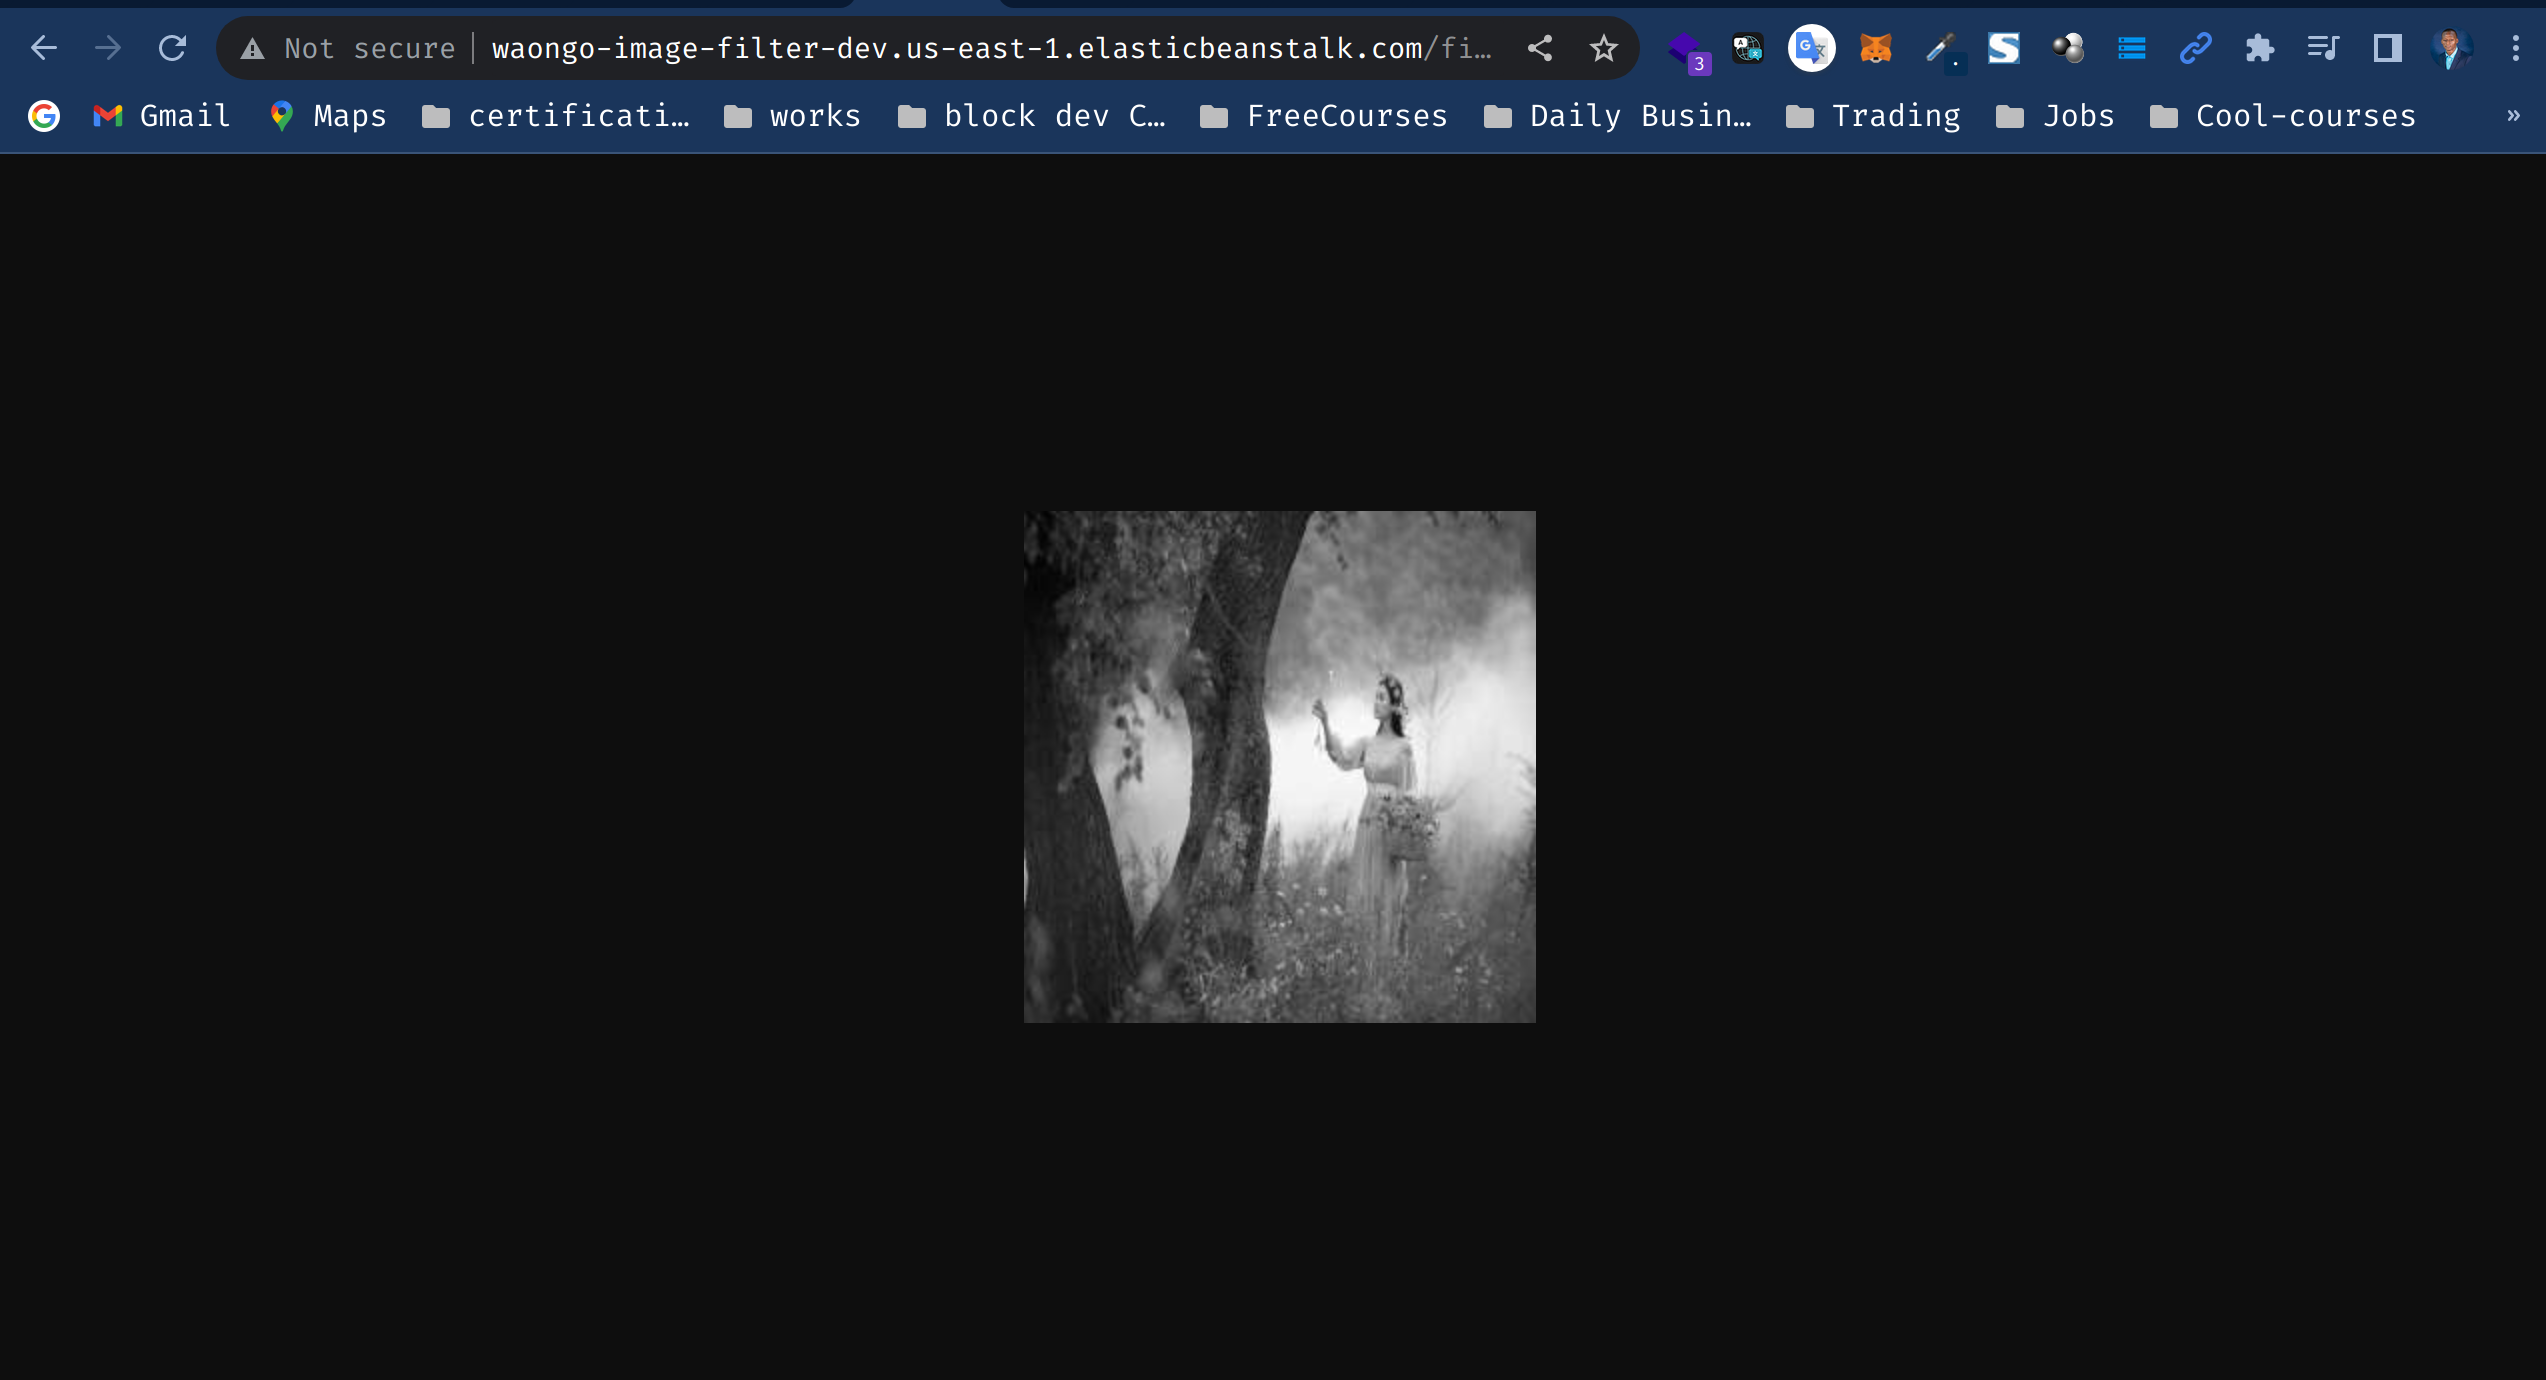 Not secure waongo-image-filter-dev.us-east-1.elasticbeanstalk.com/fi… 3
Gmail Maps certificati… works block dev C… FreeCourses Daily Busin… Trading Jobs Cool-courses »